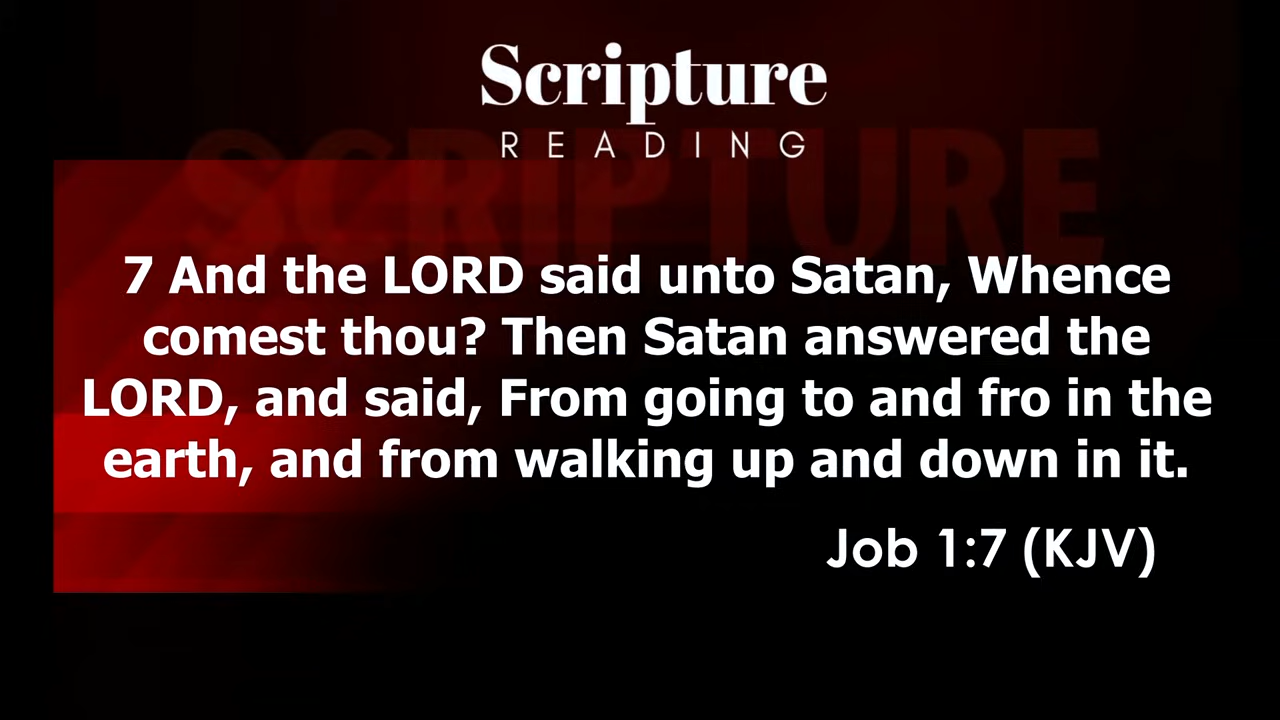 Scripture
READING
SCRIPTURE
7 And the LORD said unto Satan, Whence
comest thou? Then Satan answered the
LORD, and said, From going to and fro in the
earth, and from walking up and down in it.
Job 1:7 (KJV)